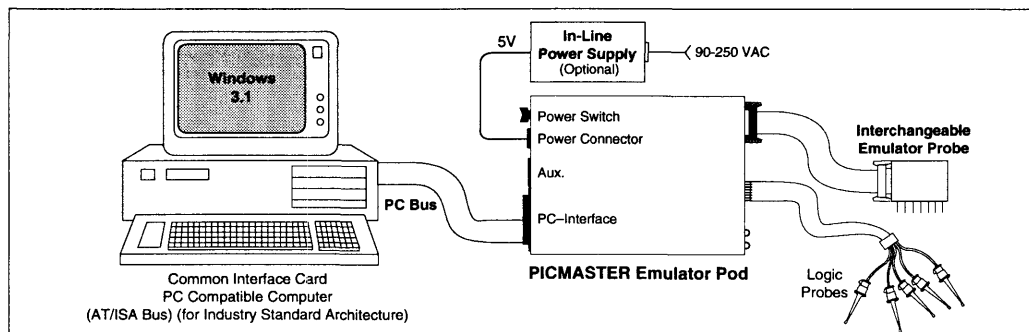 Windows
3.1
5V
In-Line
Power Supply
(Optional)
90-250 VAC
Power Switch
Power Connector
Aux.
PC–Interface
PC Bus
Interchangeable
Emulator Probe
PICMASTER Emulator Pod
Logic
Probes
Common Interface Card
PC Compatible Computer
(AT/ISA Bus) (for Industry Standard Architecture)